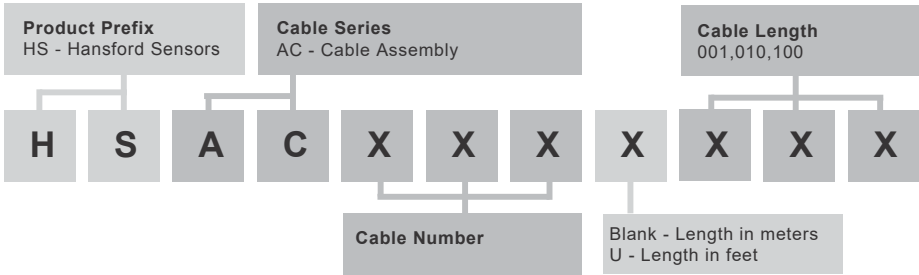 Product Prefix
HS - Hansford Sensors
Cable Series
AC - Cable Assembly
Cable Length
001,010,100
H S A C X X X X X X X
Cable Number
Blank - Length in meters
U - Length in feet